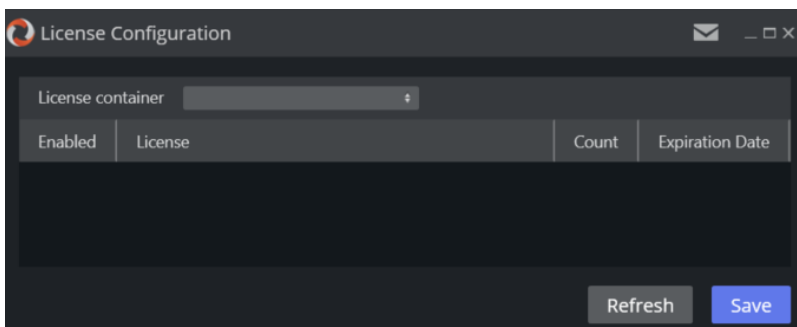 License Configuration
License container
Enabled License Count Expiration Date
Refresh Save